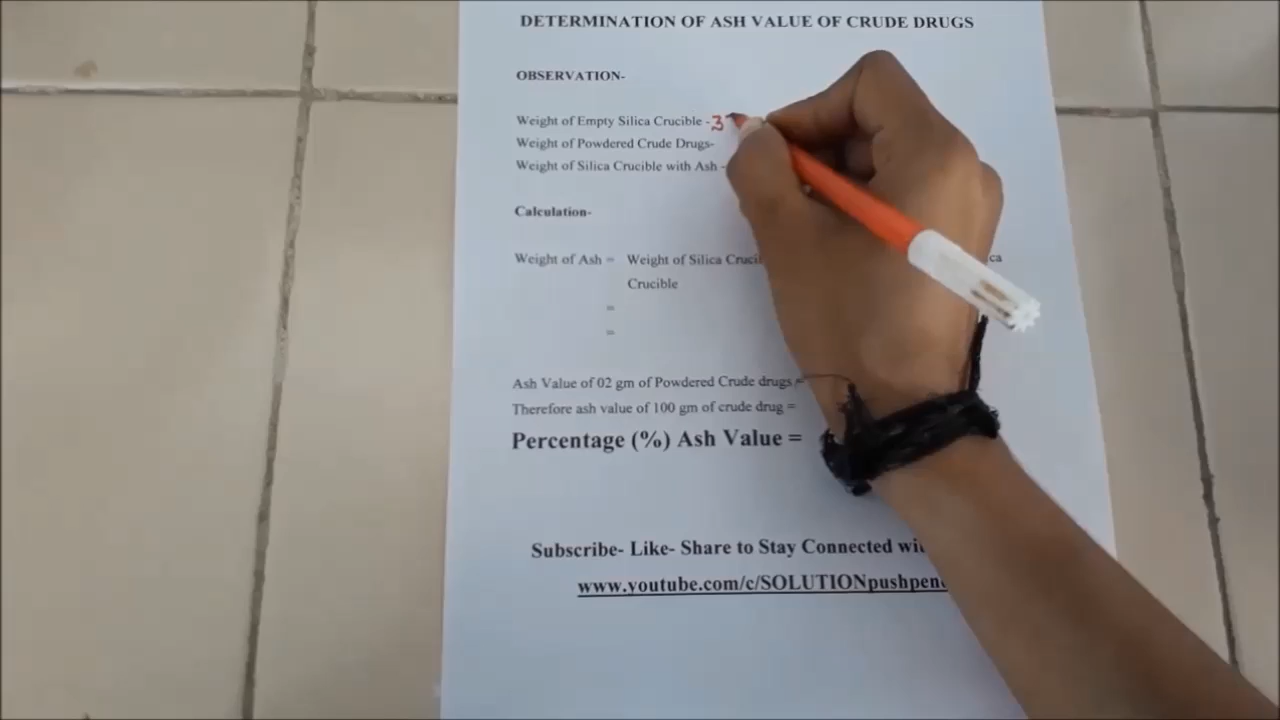 DETERMINATION OF ASH VALUE OF CRUDE DRUGS
OBSERVATION-
Weight of Empty Silica Crucible -3
Weight of Powdered Crude Drugs-
Weight of Silica Crucible with Ash -
Calculation-
Weight of Ash = Weight of Silica
Crucible
=
=
Ash Value of 02 gm of Powdered Crude drugs =
Therefore ash value of 100 gm of crude drug =
Percentage (%) Ash Value =
Subscribe- Like- Share to Stay Connected
www.youtube.com/c/SOLUTIONpushpen